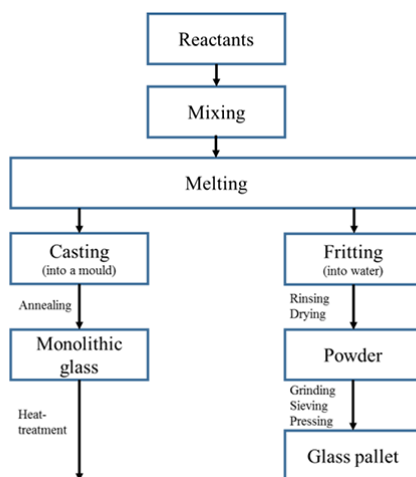 Reactants
Mixing
Melting
Casting
(into a mould)
Fritting
(into water)
Annealing
Rinsing
Drying
Monolithic
glass
Powder
Heat-
treatment
Grinding
Sieving
Pressing
Glass pallet